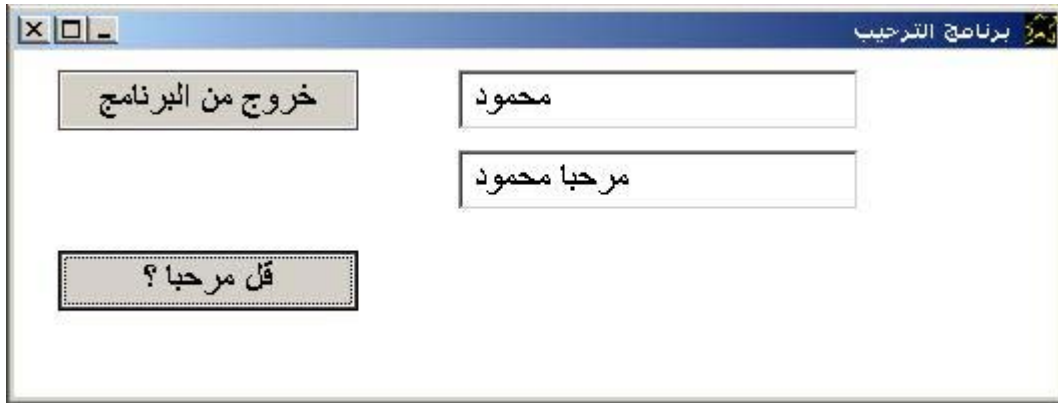 برنامج الترحيب
محمود
خروج من البرنامج
مرحبا محمود
قل مرحبا ؟